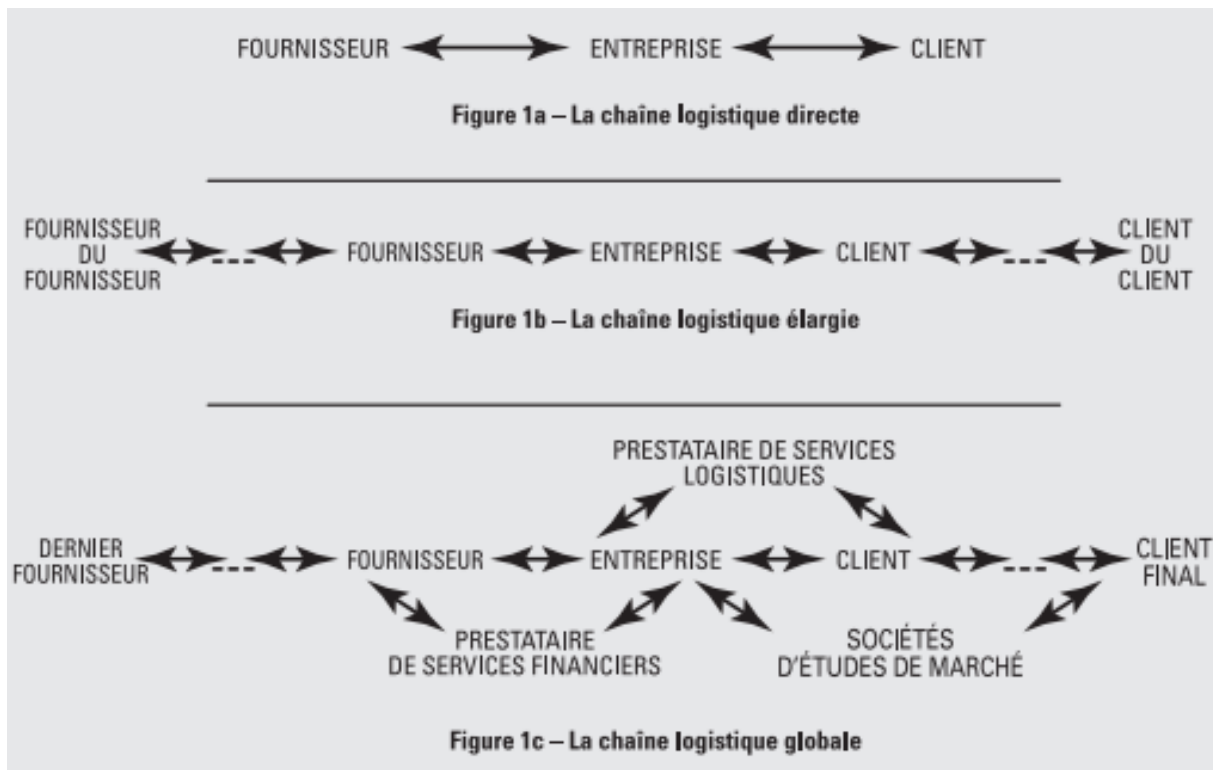 FOURNISSEUR ENTREPRISE CLIENT
Figure 1a – La chaîne logistique directe
FOURNISSEUR
DU
FOURNISSEUR
--- FOURNISSEUR ENTREPRISE CLIENT ---
CLIENT
DU
CLIENT
Figure 1b – La chaîne logistique élargie
PRESTATAIRE DE SERVICES
LOGISTIQUES
DERNIER
FOURNISSEUR
--- FOURNISSEUR ENTREPRISE CLIENT ---
CLIENT
FINAL
PRESTATAIRE
DE SERVICES FINANCIERS
SOCIÉTÉS
D'ÉTUDES DE MARCHÉ
Figure 1c – La chaîne logistique globale